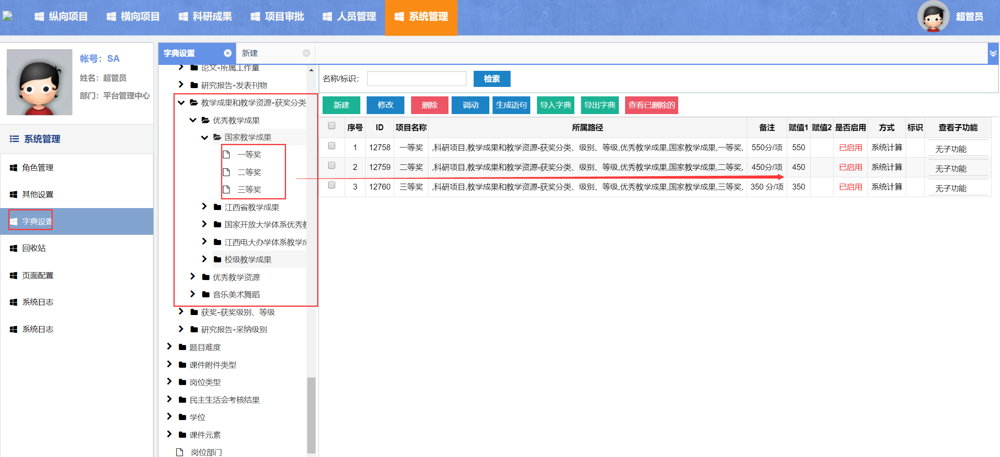 纵向项目 横向项目 科研成果 项目审批 人员管理 系统管理 超管员
帐号：SA
姓名：超管员
部门：平台管理中心
系统管理
角色管理
其他设置
字典设置
回收站
页面配置
系统日志
系统日志
字典设置 新建
论文-所属工作量
研究报告-发表刊物
教学成果和教学资源-获奖分类
优秀教学成果
国家教学成果
一等奖
二等奖
三等奖
江西省教学成果
国家开放大学体系优秀教
江西电大办学体系教学成
校级教学成果
优秀教学资源
音乐美术舞蹈
获奖-获奖级别、等级
研究报告-采纳级别
题目难度
课件附件类型
岗位类型
民主生活会考核结果
学位
课件元素
岗位部门
名称/标识： 检索
新建 修改 删除 调动 生成语句 导入字典 导出字典 查看已删除的
序号 ID 项目名称 所属路径 备注 赋值1 赋值2 是否启用 方式 标识 查看子功能
1 12758 一等奖 ,科研项目,教学成果和教学资源-获奖分类、级别、等级,优秀教学成果,国家教学成果,一等奖, 550分/项 550 已启用 系统计算 无子功能
2 12759 二等奖 ,科研项目,教学成果和教学资源-获奖分类、级别、等级,优秀教学成果,国家教学成果,二等奖, 450分/项 450 已启用 系统计算 无子功能
3 12760 三等奖 ,科研项目,教学成果和教学资源-获奖分类、级别、等级,优秀教学成果,国家教学成果,三等奖, 350 分/项 350 已启用 系统计算 无子功能